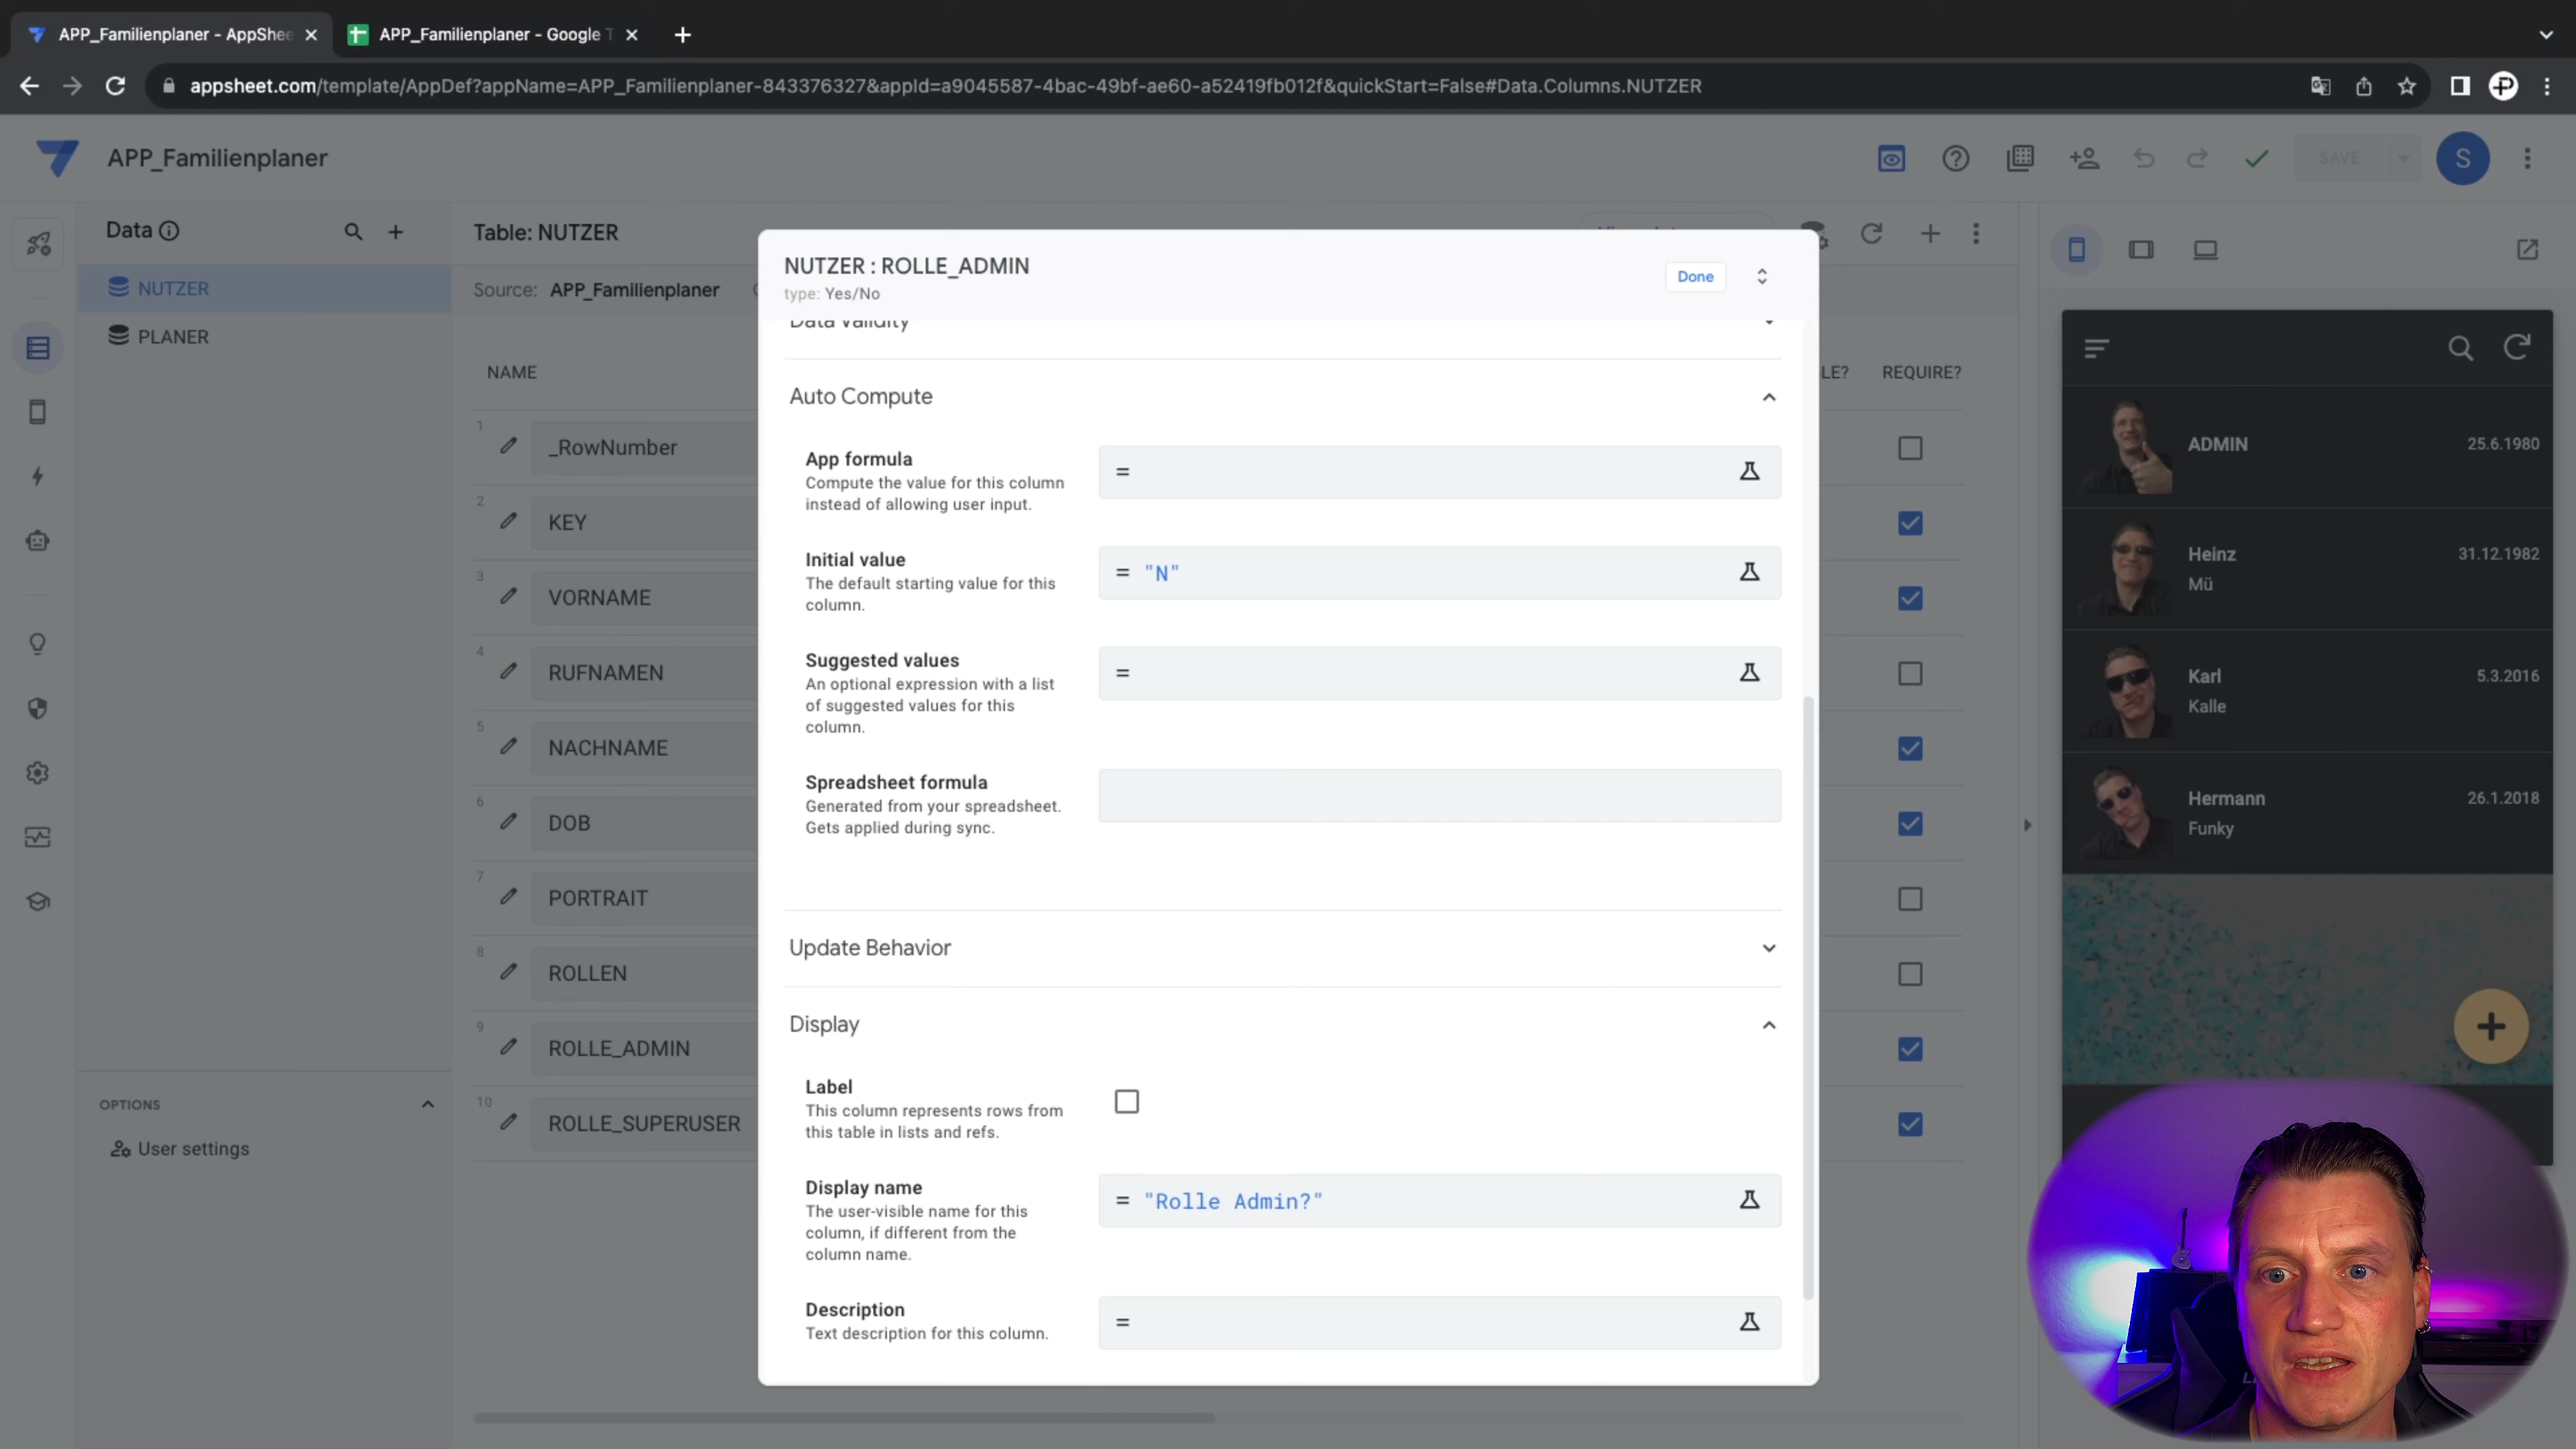 APP_Familienplaner - AppShee
APP_Familienplaner - Google T
appsheet.com/template/AppDef?appName=APP_Familienplaner-843376327&appId=a9045587-4bac-49bf-ae60-a52419fb012f&quickStart=False#Data.Columns.NUTZER
APP_Familienplaner
SAVE
S
Data
NUTZER
PLANER
OPTIONS
User settings
Table: NUTZER
Source: APP_Familienplaner
NAME
LE?
REQUIRE?
1
_RowNumber
2
KEY
3
VORNAME
4
RUFNAMEN
5
NACHNAME
6
DOB
7
PORTRAIT
8
ROLLEN
9
ROLLE_ADMIN
10
ROLLE_SUPERUSER
NUTZER : ROLLE_ADMIN
type: Yes/No
Done
Data Validity
Auto Compute
App formula
Compute the value for this column
instead of allowing user input.
=
Initial value
The default starting value for this
column.
= "N"
Suggested values
An optional expression with a list
of suggested values for this
column.
=
Spreadsheet formula
Generated from your spreadsheet.
Gets applied during sync.
Update Behavior
Display
Label
This column represents rows from
this table in lists and refs.
Display name
The user-visible name for this
column, if different from the
column name.
= "Rolle Admin?"
Description
Text description for this column.
=
ADMIN
25.6.1980
Heinz
31.12.1982
Mü
Karl
5.3.2016
Kalle
Hermann
26.1.2018
Funky